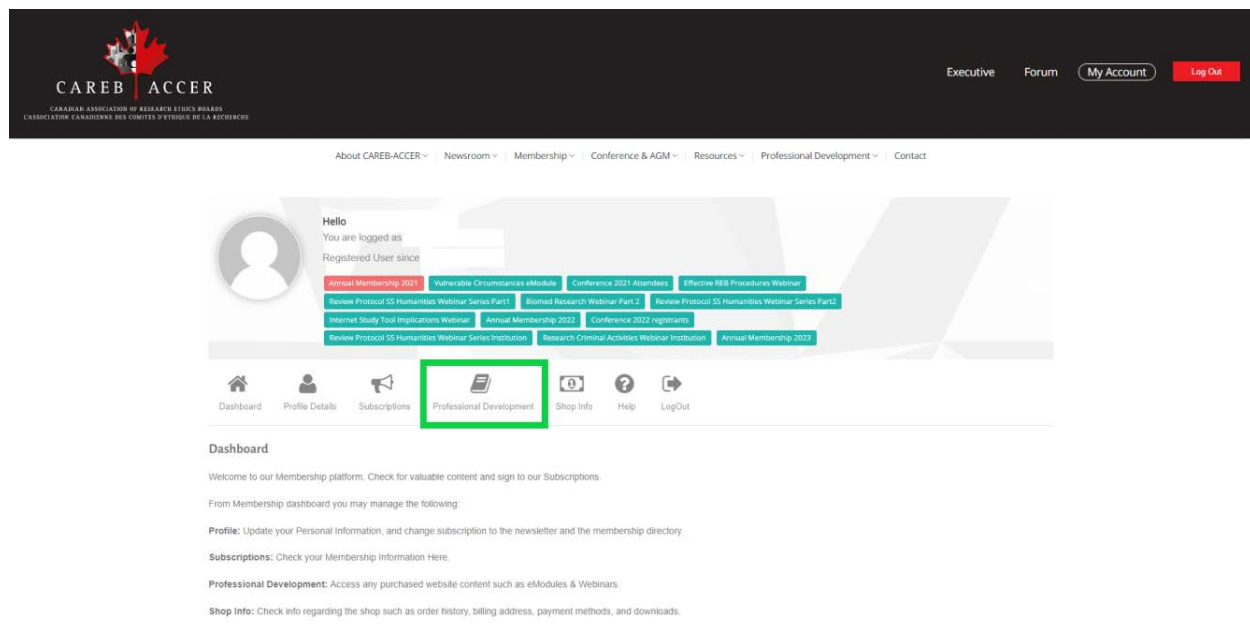 CAREB ACCER
CANADIAN ASSOCIATION OF RESEARCH ETHICS BOARDS
L'ASSOCIATION CANADIENNE DES COMITES D'ETHIQUE DE LA RECHERCHE
Executive Forum My Account Log Out
About CAREB-ACCER Newsroom Membership Conference & AGM Resources Professional Development Contact
Hello
You are logged as
Registered User since
Annual Membership 2021 Vulnerable Circumstances eModule Conference 2021 Attendees Effective REB Procedures Webinar
Review Protocol SS Humanities Webinar Series Part1 Biomed Research Webinar Part 2 Review Protocol SS Humanities Webinar Series Part2
Internet Study Tool Implications Webinar Annual Membership 2022 Conference 2022 registrants
Review Protocol SS Humanities Webinar Series Institution Research Criminal Activities Webinar Institution Annual Membership 2023
Dashboard Profile Details Subscriptions Professional Development Shop Info Help LogOut
Dashboard
Welcome to our Membership platform. Check for valuable content and sign to our Subscriptions.
From Membership dashboard you may manage the following:
Profile: Update your Personal Information, and change subscription to the newsletter and the membership directory.
Subscriptions: Check your Membership Information Here.
Professional Development: Access any purchased website content such as eModules & Webinars.
Shop Info: Check info regarding the shop such as order history, billing address, payment methods, and downloads.